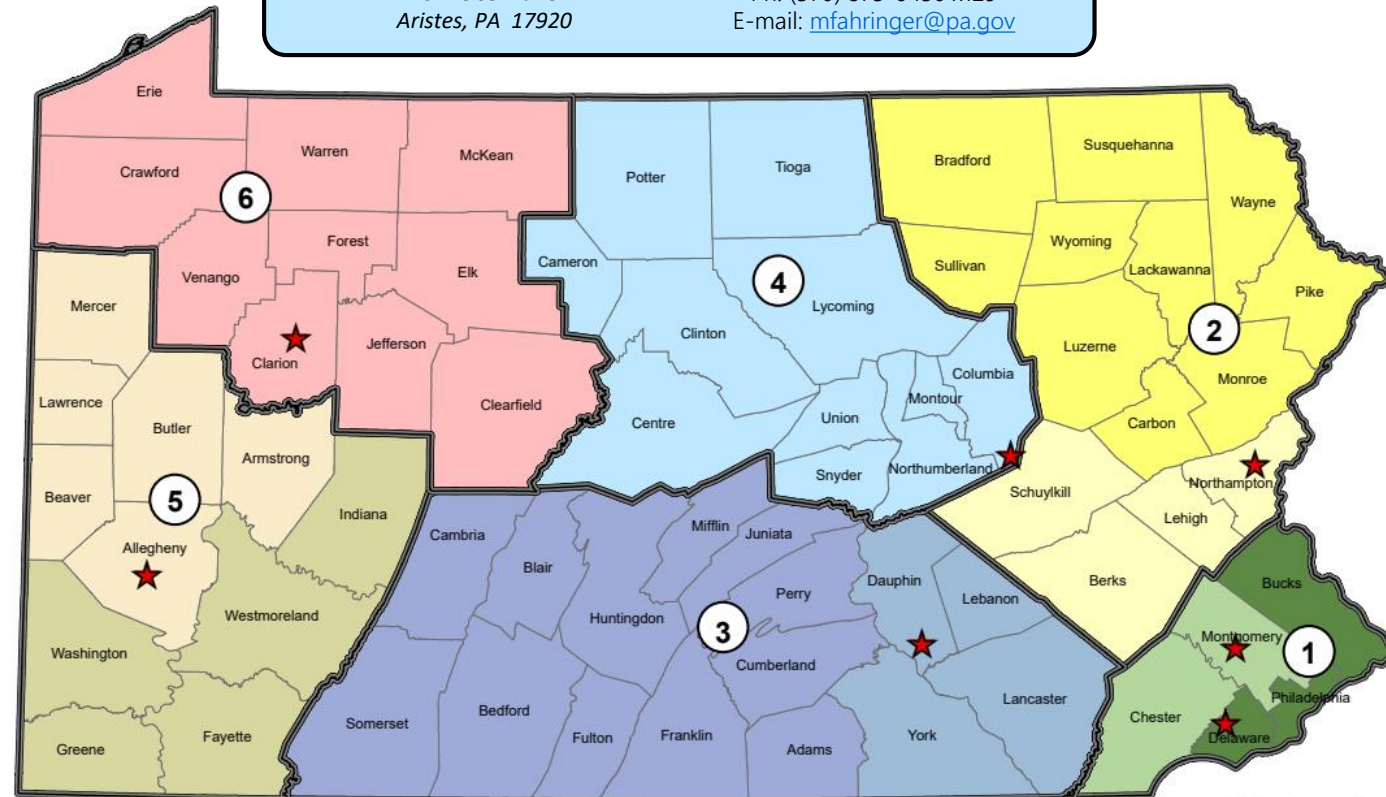 Aristes, PA 17920
E-mail: mfahringer@pa.gov
Erie
Warren
McKean
Crawford
6
Forest
Venango
Elk
Clarion
Jefferson
Clearfield
Potter
Tioga
Cameron
4
Lycoming
Clinton
Columbia
Montour
Union
Centre
Snyder
Northumberland
Bradford
Susquehanna
Wayne
Wyoming
Lackawanna
Sullivan
Pike
2
Luzerne
Monroe
Carbon
Schuylkill
Northampton
Lehigh
Berks
Mercer
Lawrence
Butler
Armstrong
Beaver
5
Indiana
Allegheny
Westmoreland
Washington
Fayette
Greene
Cambria
Blair
Mifflin
Juniata
Huntingdon
Perry
3
Cumberland
Somerset
Bedford
Fulton
Franklin
Adams
Dauphin
Lebanon
Lancaster
York
Bucks
1
Philadelphia
Chester
Delaware